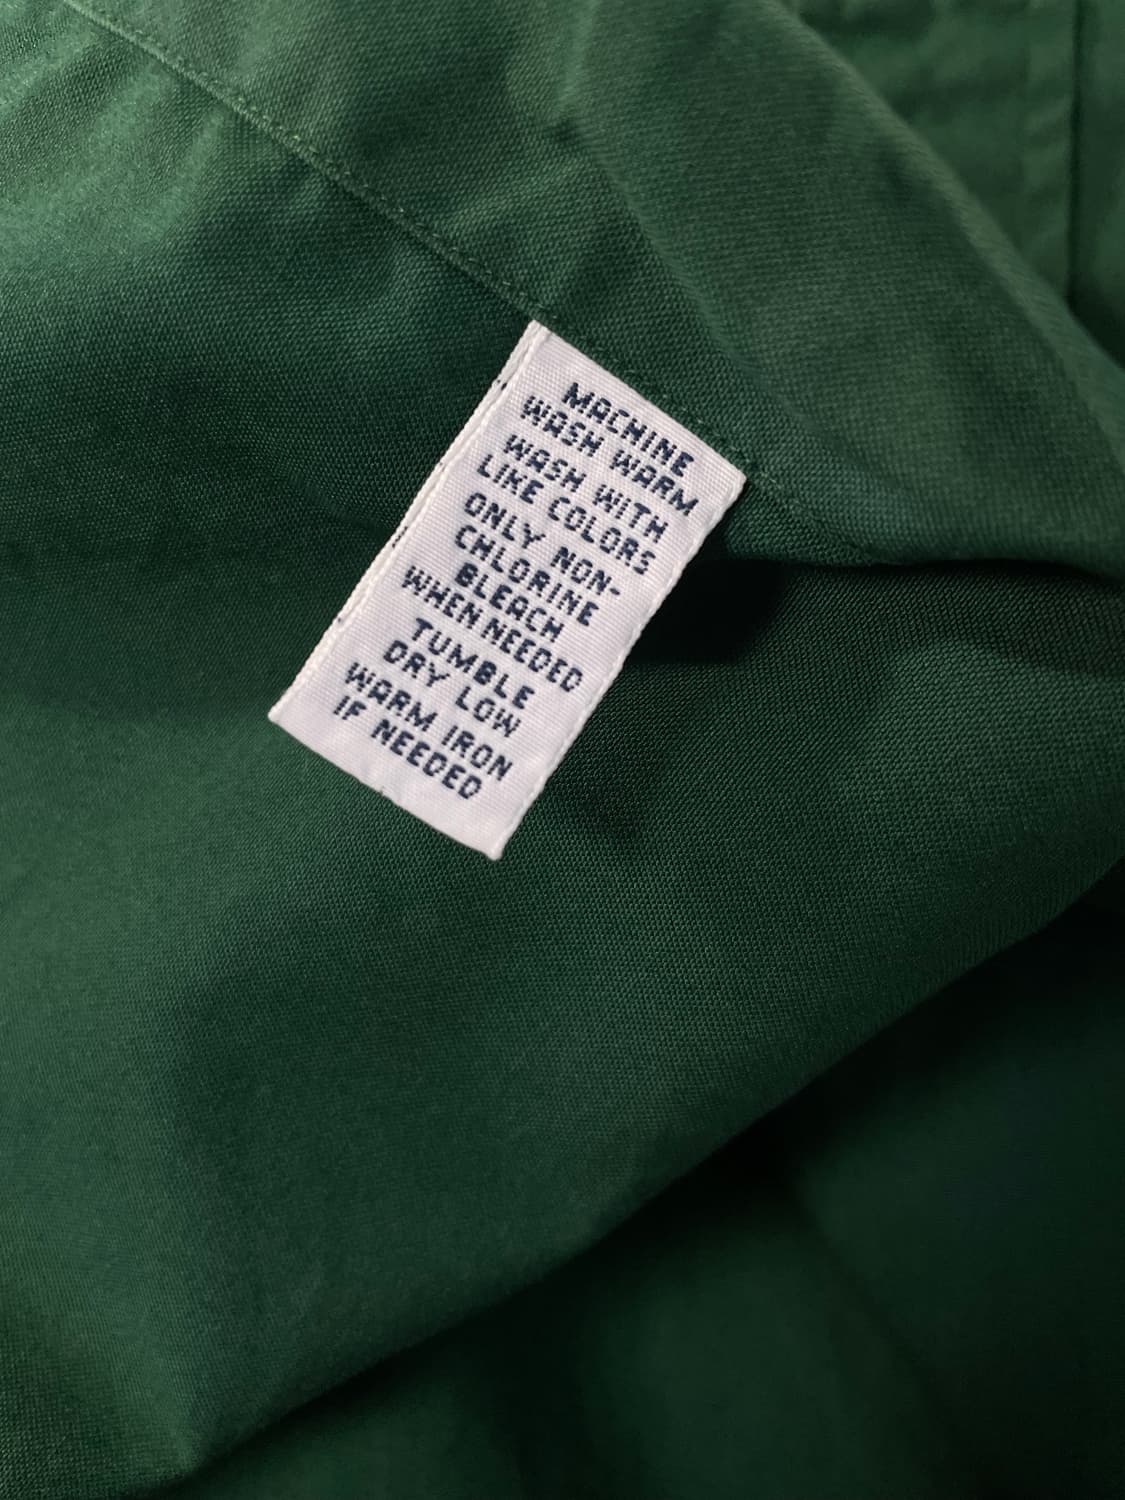 MACHINE
WASH WARM
WASH WITH
LIKE COLORS
ONLY NON-
CHLORINE
BLEACH
WHEN NEEDED
TUMBLE
DRY LOW
WARM IRON
IF NEEDED